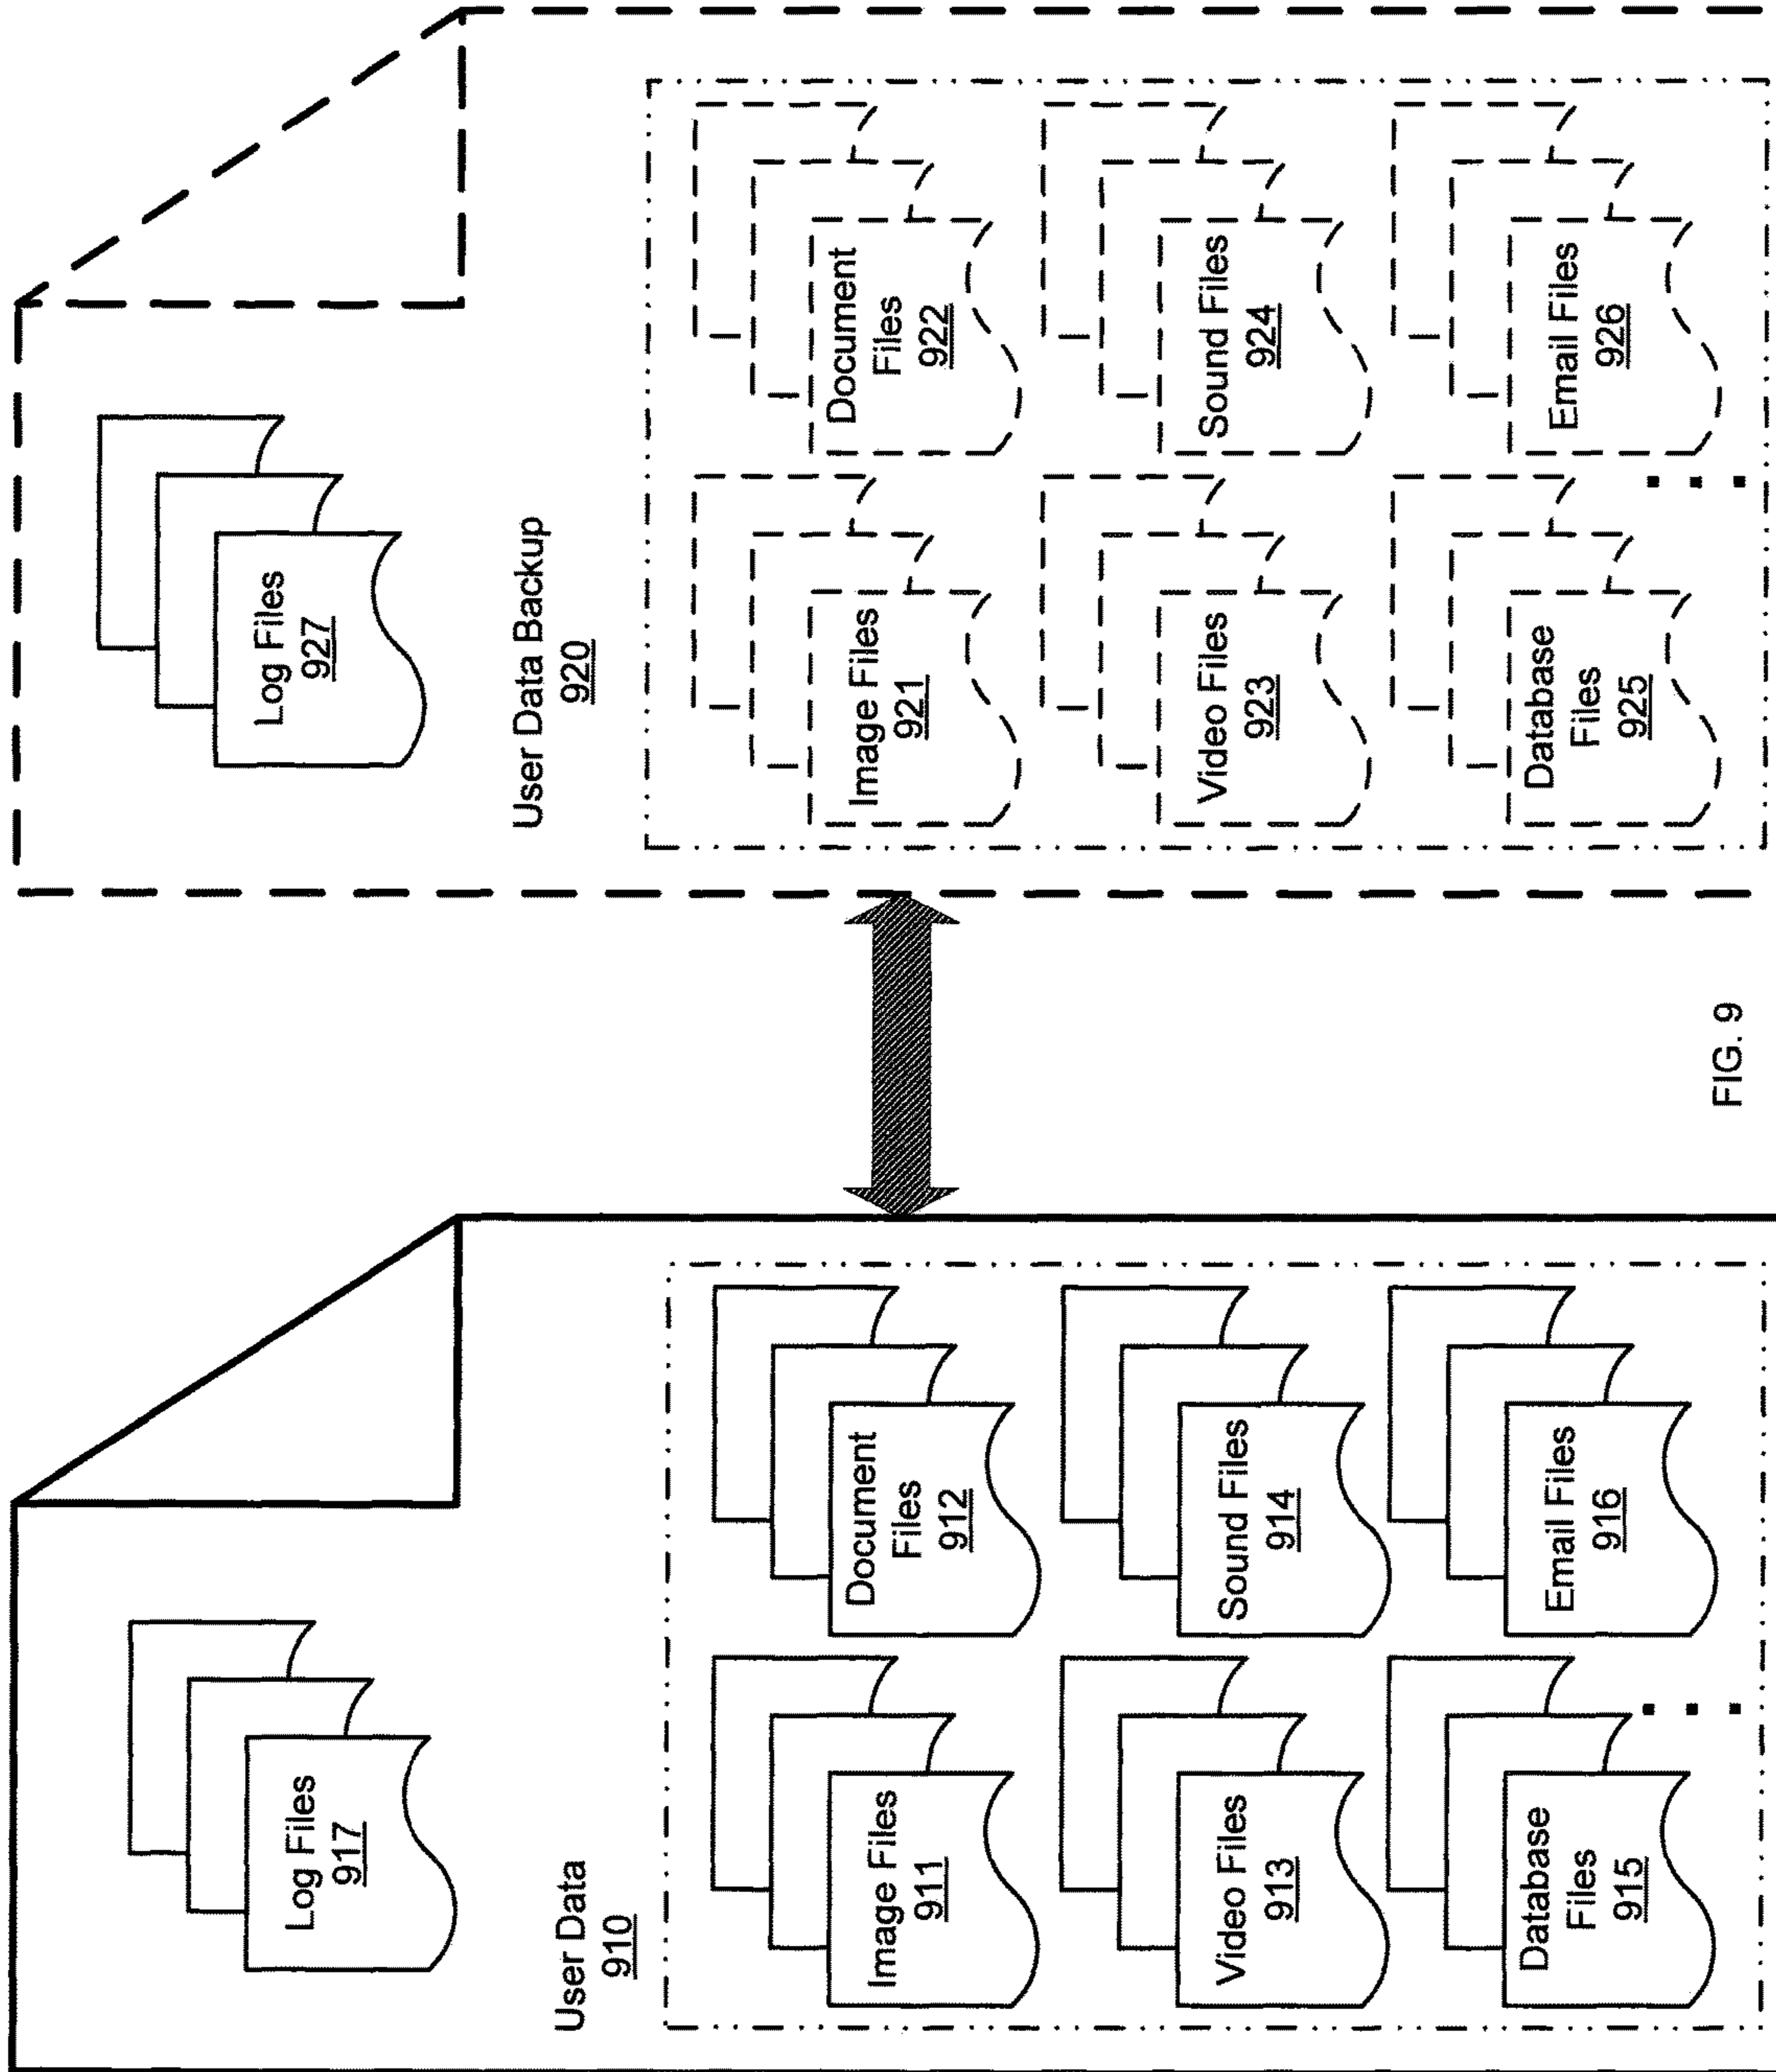 Log Files
917
User Data
910
Image Files
911
Document
Files
912
Video Files
913
Sound Files
914
Database
Files
915
Email Files
916
Log Files
927
User Data Backup
920
Image Files
921
Document
Files
922
Video Files
923
Sound Files
924
Database
Files
925
Email Files
926
FIG. 9